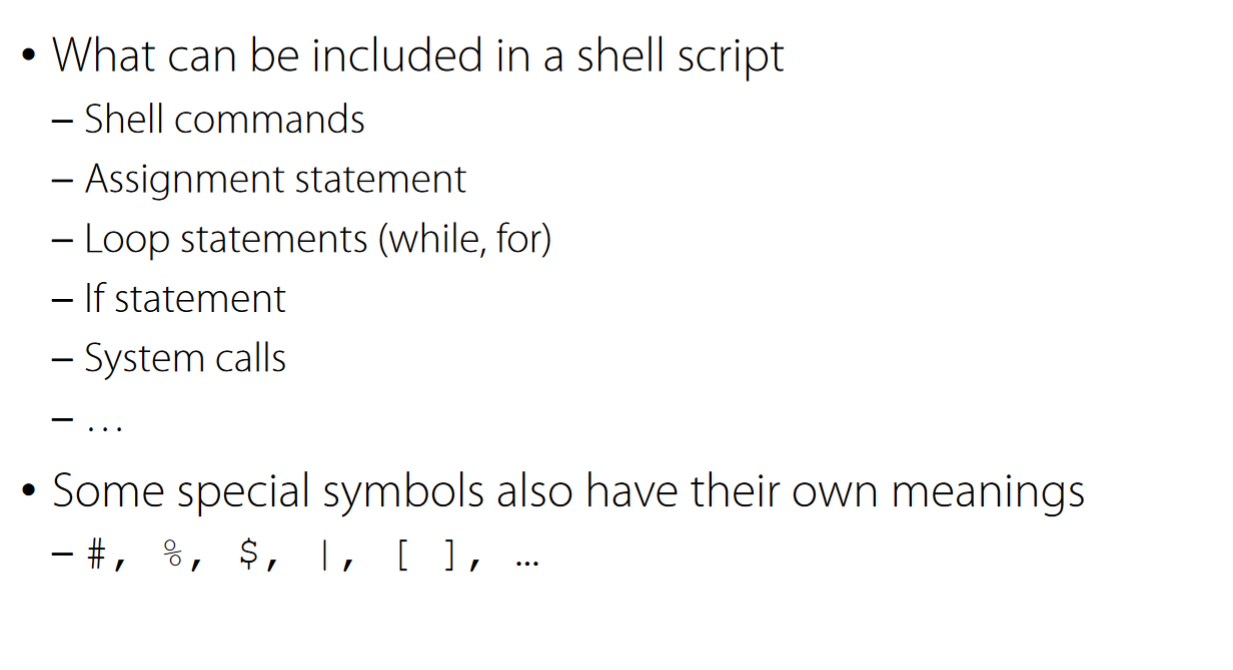 • What can be included in a shell script
– Shell commands
– Assignment statement
– Loop statements (while, for)
– If statement
– System calls
– …
• Some special symbols also have their own meanings
– #, %, $, |, [ ], …